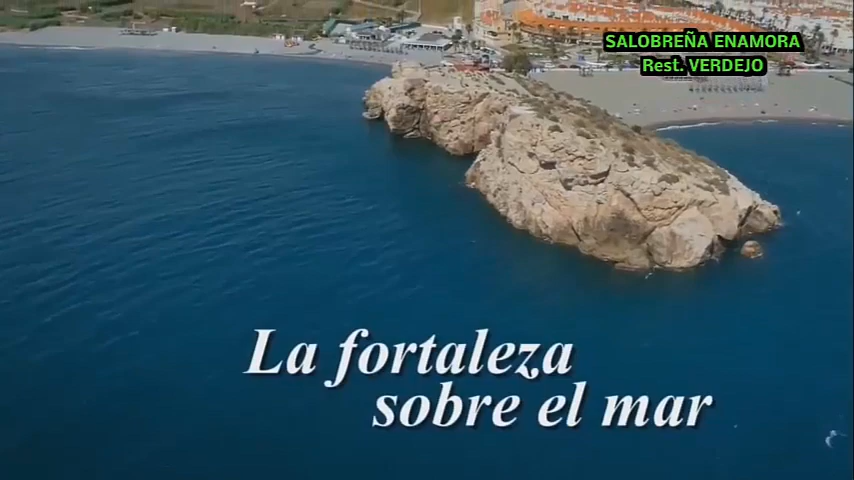 SALOBREÑA ENAMORA
Rest. VERDEJO
La fortaleza
sobre el mar